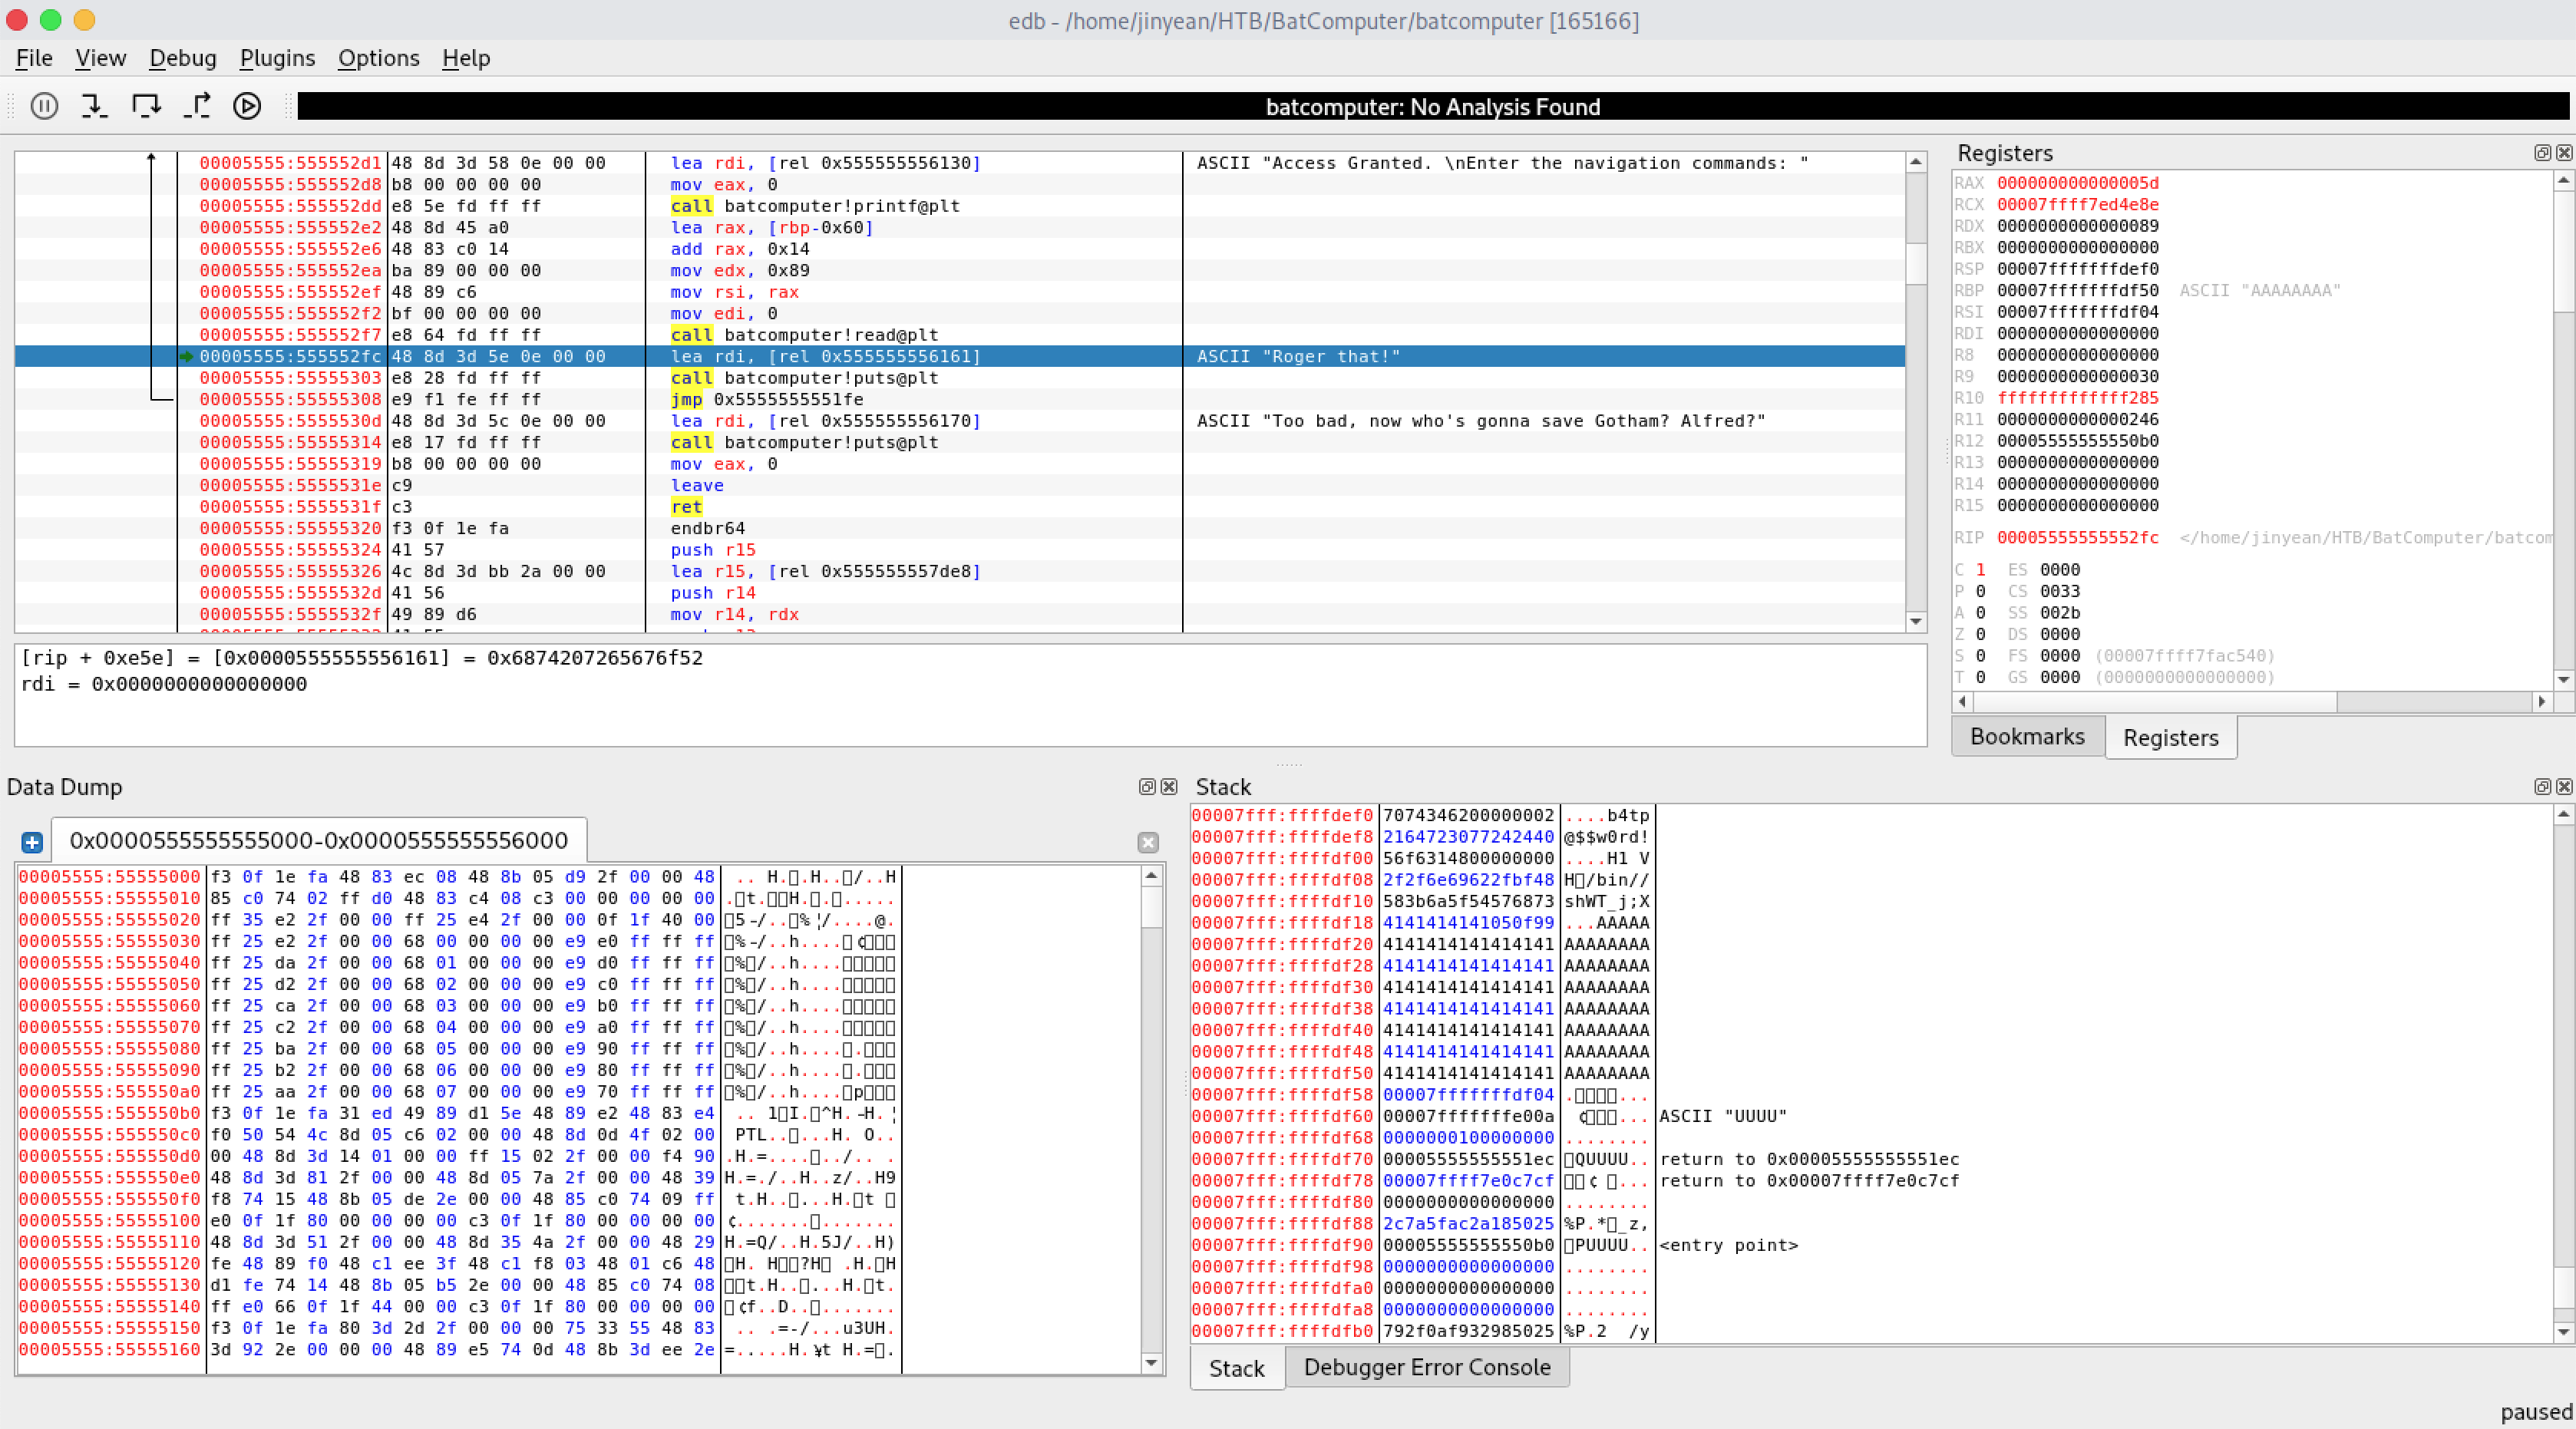 edb - /home/jinyean/HTB/BatComputer/batcomputer [165166]
File View Debug Plugins Options Help
batcomputer: No Analysis Found
00005555:555552d1 48 8d 3d 58 0e 00 00 lea rdi, [rel 0x555555556130] ASCII "Access Granted. \nEnter the navigation commands: "
00005555:555552d8 b8 00 00 00 00 mov eax, 0
00005555:555552dd e8 5e fd ff ff call batcomputer!printf@plt
00005555:555552e2 48 8d 45 a0 lea rax, [rbp-0x60]
00005555:555552e6 48 83 c0 14 add rax, 0x14
00005555:555552ea ba 89 00 00 00 mov edx, 0x89
00005555:555552ef 48 89 c6 mov rsi, rax
00005555:555552f2 bf 00 00 00 00 mov edi, 0
00005555:555552f7 e8 64 fd ff ff call batcomputer!read@plt
00005555:555552fc 48 8d 3d 5e 0e 00 00 lea rdi, [rel 0x555555556161] ASCII "Roger that!"
00005555:55555303 e8 28 fd ff ff call batcomputer!puts@plt
00005555:55555308 e9 f1 fe ff ff jmp 0x5555555551fe
00005555:5555530d 48 8d 3d 5c 0e 00 00 lea rdi, [rel 0x555555556170] ASCII "Too bad, now who's gonna save Gotham? Alfred?"
00005555:55555314 e8 17 fd ff ff call batcomputer!puts@plt
00005555:55555319 b8 00 00 00 00 mov eax, 0
00005555:5555531e c9 leave
00005555:5555531f c3 ret
00005555:55555320 f3 0f 1e fa endbr64
00005555:55555324 41 57 push r15
00005555:55555326 4c 8d 3d bb 2a 00 00 lea r15, [rel 0x555555557de8]
00005555:5555532d 41 56 push r14
00005555:5555532f 49 89 d6 mov r14, rdx
[rip + 0xe5e] = [0x0000555555556161] = 0x6874207265676f52
rdi = 0x0000000000000000
Registers
RAX 000000000000005d
RCX 00007ffff7ed4e8e
RDX 0000000000000089
RBX 0000000000000000
RSP 00007fffffffdef0
RBP 00007fffffffdf50 ASCII "AAAAAAAA"
RSI 00007fffffffdf04
RDI 0000000000000000
R8 0000000000000000
R9 0000000000000030
R10 fffffffffffff285
R11 0000000000000246
R12 00005555555550b0
R13 0000000000000000
R14 0000000000000000
R15 0000000000000000
RIP 00005555555552fc </home/jinyean/HTB/BatComputer/batcom
C 1 ES 0000
P 0 CS 0033
A 0 SS 002b
Z 0 DS 0000
S 0 FS 0000 (00007ffff7fac540)
T 0 GS 0000 (0000000000000000)
Bookmarks Registers
Data Dump
0x0000555555555000-0x0000555555556000
00005555:55555000 f3 0f 1e fa 48 83 ec 08 48 8b 05 d9 2f 00 00 48
00005555:55555010 85 c0 74 02 ff d0 48 83 c4 08 c3 00 00 00 00 00
00005555:55555020 ff 35 e2 2f 00 00 ff 25 e4 2f 00 00 0f 1f 40 00
00005555:55555030 ff 25 e2 2f 00 00 68 00 00 00 00 e9 e0 ff ff ff
00005555:55555040 ff 25 da 2f 00 00 68 01 00 00 00 e9 d0 ff ff ff
00005555:55555050 ff 25 d2 2f 00 00 68 02 00 00 00 e9 c0 ff ff ff
00005555:55555060 ff 25 ca 2f 00 00 68 03 00 00 00 e9 b0 ff ff ff
00005555:55555070 ff 25 c2 2f 00 00 68 04 00 00 00 e9 a0 ff ff ff
00005555:55555080 ff 25 ba 2f 00 00 68 05 00 00 00 e9 90 ff ff ff
00005555:55555090 ff 25 b2 2f 00 00 68 06 00 00 00 e9 80 ff ff ff
00005555:555550a0 ff 25 aa 2f 00 00 68 07 00 00 00 e9 70 ff ff ff
00005555:555550b0 f3 0f 1e fa 31 ed 49 89 d1 5e 48 89 e2 48 83 e4
00005555:555550c0 f0 50 54 4c 8d 05 c6 02 00 00 48 8d 0d 4f 02 00
00005555:555550d0 00 48 8d 3d 14 01 00 00 ff 15 02 2f 00 00 f4 90
00005555:555550e0 48 8d 3d 81 2f 00 00 48 8d 05 7a 2f 00 00 48 39
00005555:555550f0 f8 74 15 48 8b 05 de 2e 00 00 48 85 c0 74 09 ff
00005555:55555100 e0 0f 1f 80 00 00 00 00 c3 0f 1f 80 00 00 00 00
00005555:55555110 48 8d 3d 51 2f 00 00 48 8d 35 4a 2f 00 00 48 29
00005555:55555120 fe 48 89 f0 48 c1 ee 3f 48 c1 f8 03 48 01 c6 48
00005555:55555130 d1 fe 74 14 48 8b 05 b5 2e 00 00 48 85 c0 74 08
00005555:55555140 ff e0 66 0f 1f 44 00 00 c3 0f 1f 80 00 00 00 00
00005555:55555150 f3 0f 1e fa 80 3d 2d 2f 00 00 00 75 33 55 48 83
00005555:55555160 3d 92 2e 00 00 00 48 89 e5 74 0d 48 8b 3d ee 2e
Stack
00007fff:ffffdef0 7074346200000002 ....b4tp
00007fff:ffffdef8 2164723077242440 @$$w0rd!
00007fff:ffffdf00 56f6314800000000 ....H1 V
00007fff:ffffdf08 2f2f6e69622fbf48 H /bin//
00007fff:ffffdf10 583b6a5f54576873 shWT_j;X
00007fff:ffffdf18 4141414141050f99 ...AAAAA
00007fff:ffffdf20 4141414141414141 AAAAAAAA
00007fff:ffffdf28 4141414141414141 AAAAAAAA
00007fff:ffffdf30 4141414141414141 AAAAAAAA
00007fff:ffffdf38 4141414141414141 AAAAAAAA
00007fff:ffffdf40 4141414141414141 AAAAAAAA
00007fff:ffffdf48 4141414141414141 AAAAAAAA
00007fff:ffffdf50 4141414141414141 AAAAAAAA
00007fff:ffffdf58 00007fffffffdf04
00007fff:ffffdf60 00007fffffffe00a ASCII "UUUU"
00007fff:ffffdf68 0000000100000000 ........
00007fff:ffffdf70 00005555555551ec QUUUU.. return to 0x00005555555551ec
00007fff:ffffdf78 00007ffff7e0c7cf return to 0x00007ffff7e0c7cf
00007fff:ffffdf80 0000000000000000 ........
00007fff:ffffdf88 2c7a5fac2a185025 %P.* _z,
00007fff:ffffdf90 00005555555550b0 PUUUU.. <entry point>
00007fff:ffffdf98 0000000000000000 ........
00007fff:ffffdfa0 0000000000000000 ........
00007fff:ffffdfa8 0000000000000000 ........
00007fff:ffffdfb0 792f0af932985025 %P.2 /y
Stack Debugger Error Console
paused